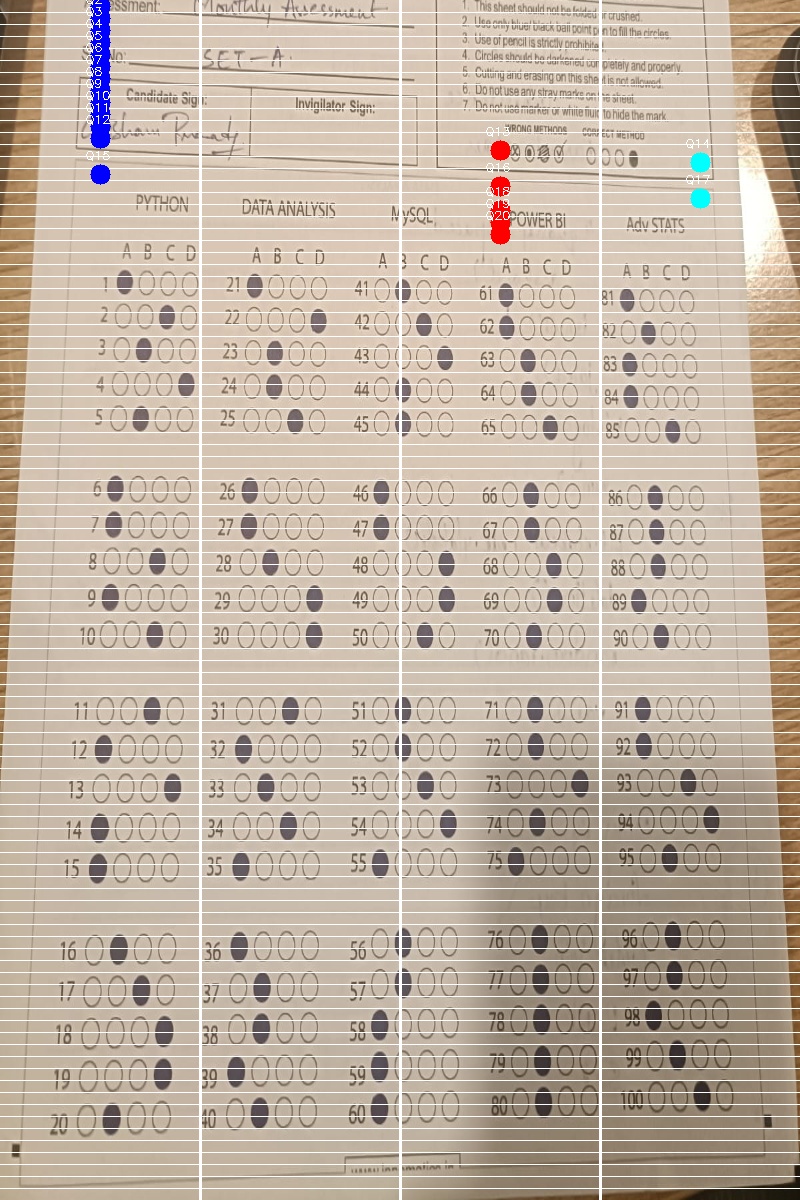 Assessment: Monthly Assessment
No: SET-A
Candidate Sign:
Invigilator Sign:
1. This sheet should not be folded or crushed.
2. Use only blue/ black ball point pen to fill the circles.
3. Use of pencil is strictly prohibited.
4. Circles should be darkened completely and properly.
5. Cutting and erasing on this sheet is not allowed.
6. Do not use any stray marks on the sheet.
7. Do not use marker or white fluid to hide the mark.
WRONG METHODS CORRECT METHOD
Q4
Q5
Q6
Q7
Q8
Q9
Q10
Q11
Q12
Q13
Q14
Q15
Q16
Q17
Q18
Q19
Q20
PYTHON
A B C D
1
2
3
4
5
6
7
8
9
10
11
12
13
14
15
16
17
18
19
20
DATA ANALYSIS
A B C D
21
22
23
24
25
26
27
28
29
30
31
32
33
34
35
36
37
38
39
40
MySQL
A B C D
41
42
43
44
45
46
47
48
49
50
51
52
53
54
55
56
57
58
59
60
POWER BI
A B C D
61
62
63
64
65
66
67
68
69
70
71
72
73
74
75
76
77
78
79
80
Adv STATS
A B C D
81
82
83
84
85
86
87
88
89
90
91
92
93
94
95
96
97
98
99
100